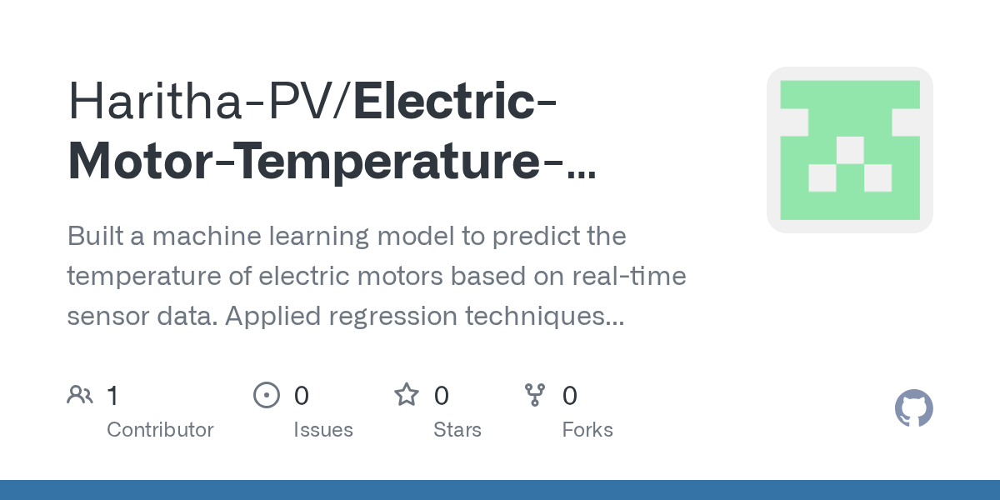 Haritha-PV/Electric-
Motor-Temperature-...
Built a machine learning model to predict the
temperature of electric motors based on real-time
sensor data. Applied regression techniques...
1
Contributor
0
Issues
0
Stars
0
Forks